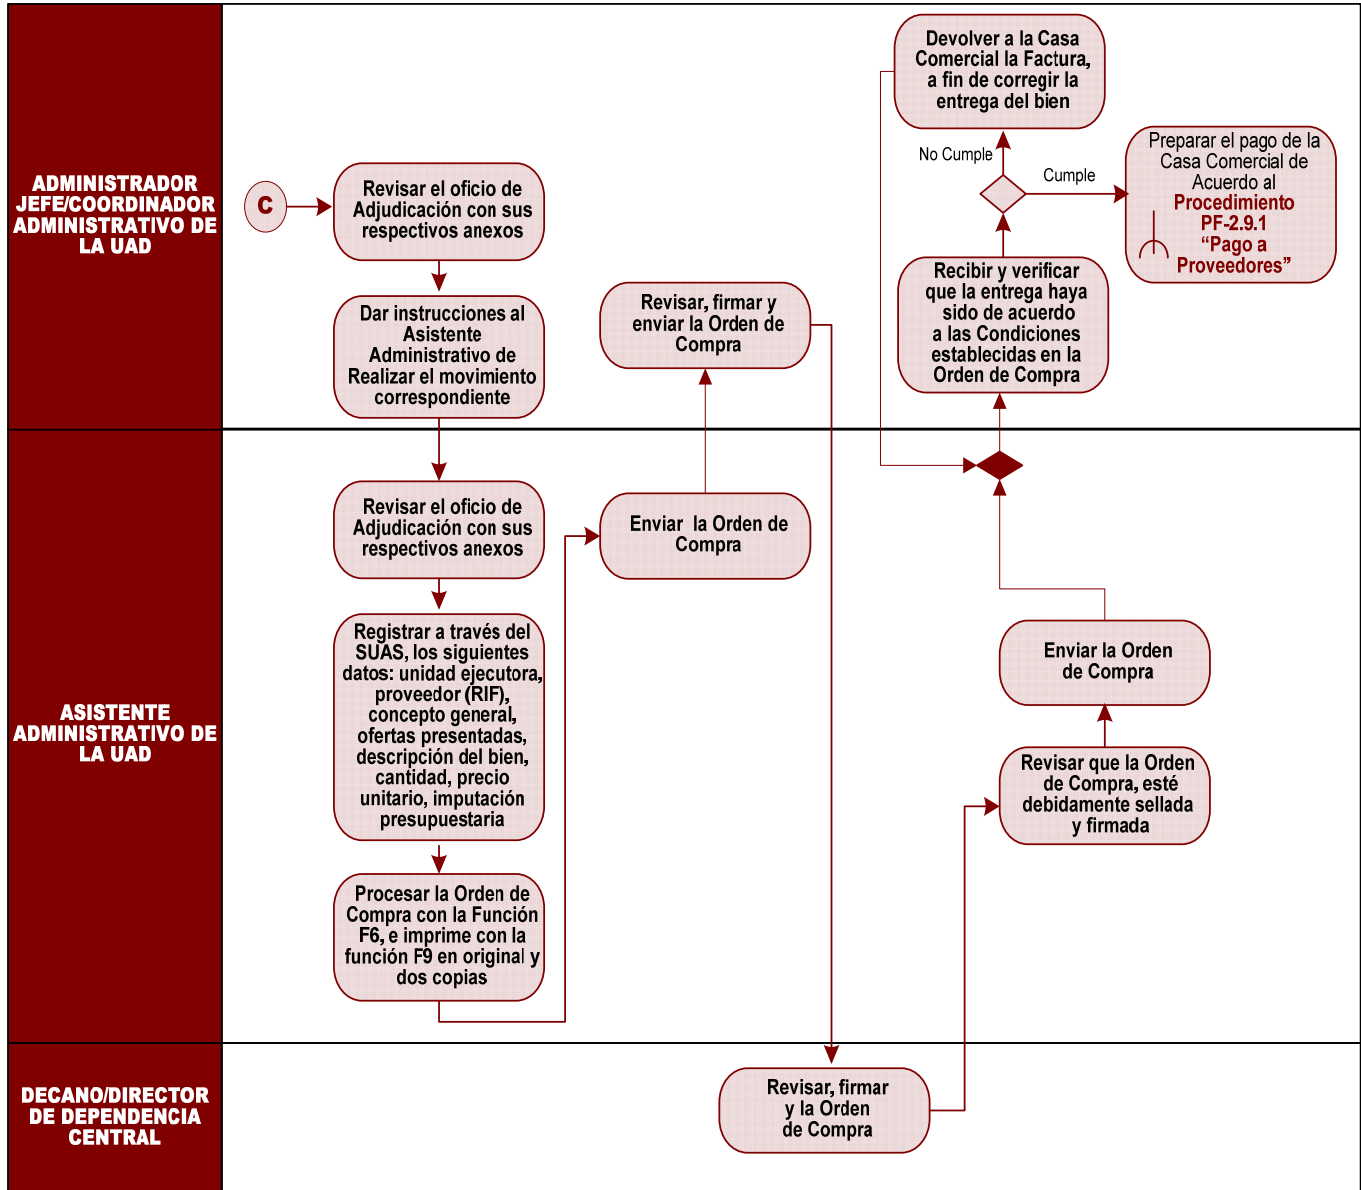 ADMINISTRADOR
JEFE/COORDINADOR
ADMINISTRATIVO DE
LA UAD
C
Revisar el oficio de
Adjudicación con sus
respectivos anexos
Dar instrucciones al
Asistente
Administrativo de
Realizar el movimiento
correspondiente
Revisar, firmar y
enviar la Orden de
Compra
Devolver a la Casa
Comercial la Factura,
a fin de corregir la
entrega del bien
No Cumple
Cumple
Preparar el pago de la
Casa Comercial de
Acuerdo al
Procedimiento
PF-2.9.1
“Pago a
Proveedores”
Recibir y verificar
que la entrega haya
sido de acuerdo
a las Condiciones
establecidas en la
Orden de Compra
ASISTENTE
ADMINISTRATIVO DE
LA UAD
Revisar el oficio de
Adjudicación con sus
respectivos anexos
Registrar a través del
SUAS, los siguientes
datos: unidad ejecutora,
proveedor (RIF),
concepto general,
ofertas presentadas,
descripción del bien,
cantidad, precio
unitario, imputación
presupuestaria
Procesar la Orden de
Compra con la Función
F6, e imprime con la
función F9 en original y
dos copias
Enviar la Orden de
Compra
Enviar la Orden
de Compra
Revisar que la Orden
de Compra, esté
debidamente sellada
y firmada
DECANO/DIRECTOR
DE DEPENDENCIA
CENTRAL
Revisar, firmar
y la Orden
de Compra